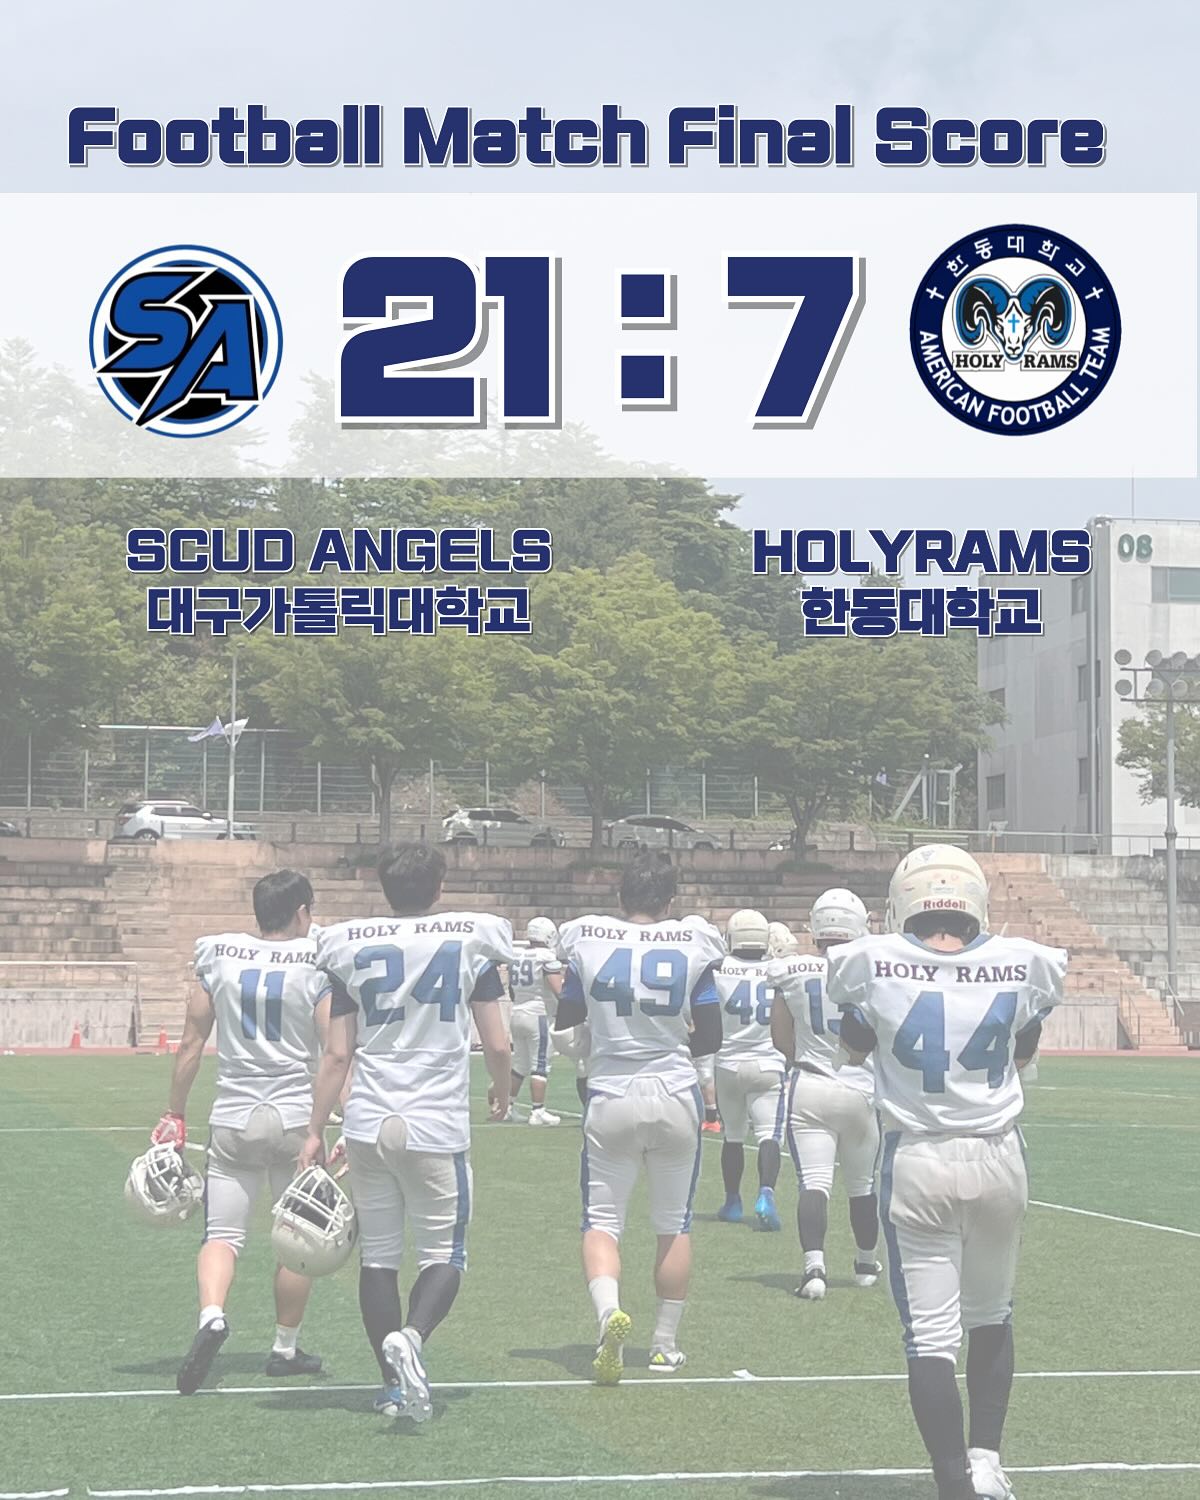 Football Match Final Score
SA
21 : 7
한동대학교
HOLY RAMS
AMERICAN FOOTBALL TEAM
SCUD ANGELS
HOLYRAMS
대구가톨릭대학교
한동대학교
08
Riddell
HOLY RAMS
11
HOLY RAMS
24
69
HOLY RAMS
49
48
HOLY
HOLY RAMS
44